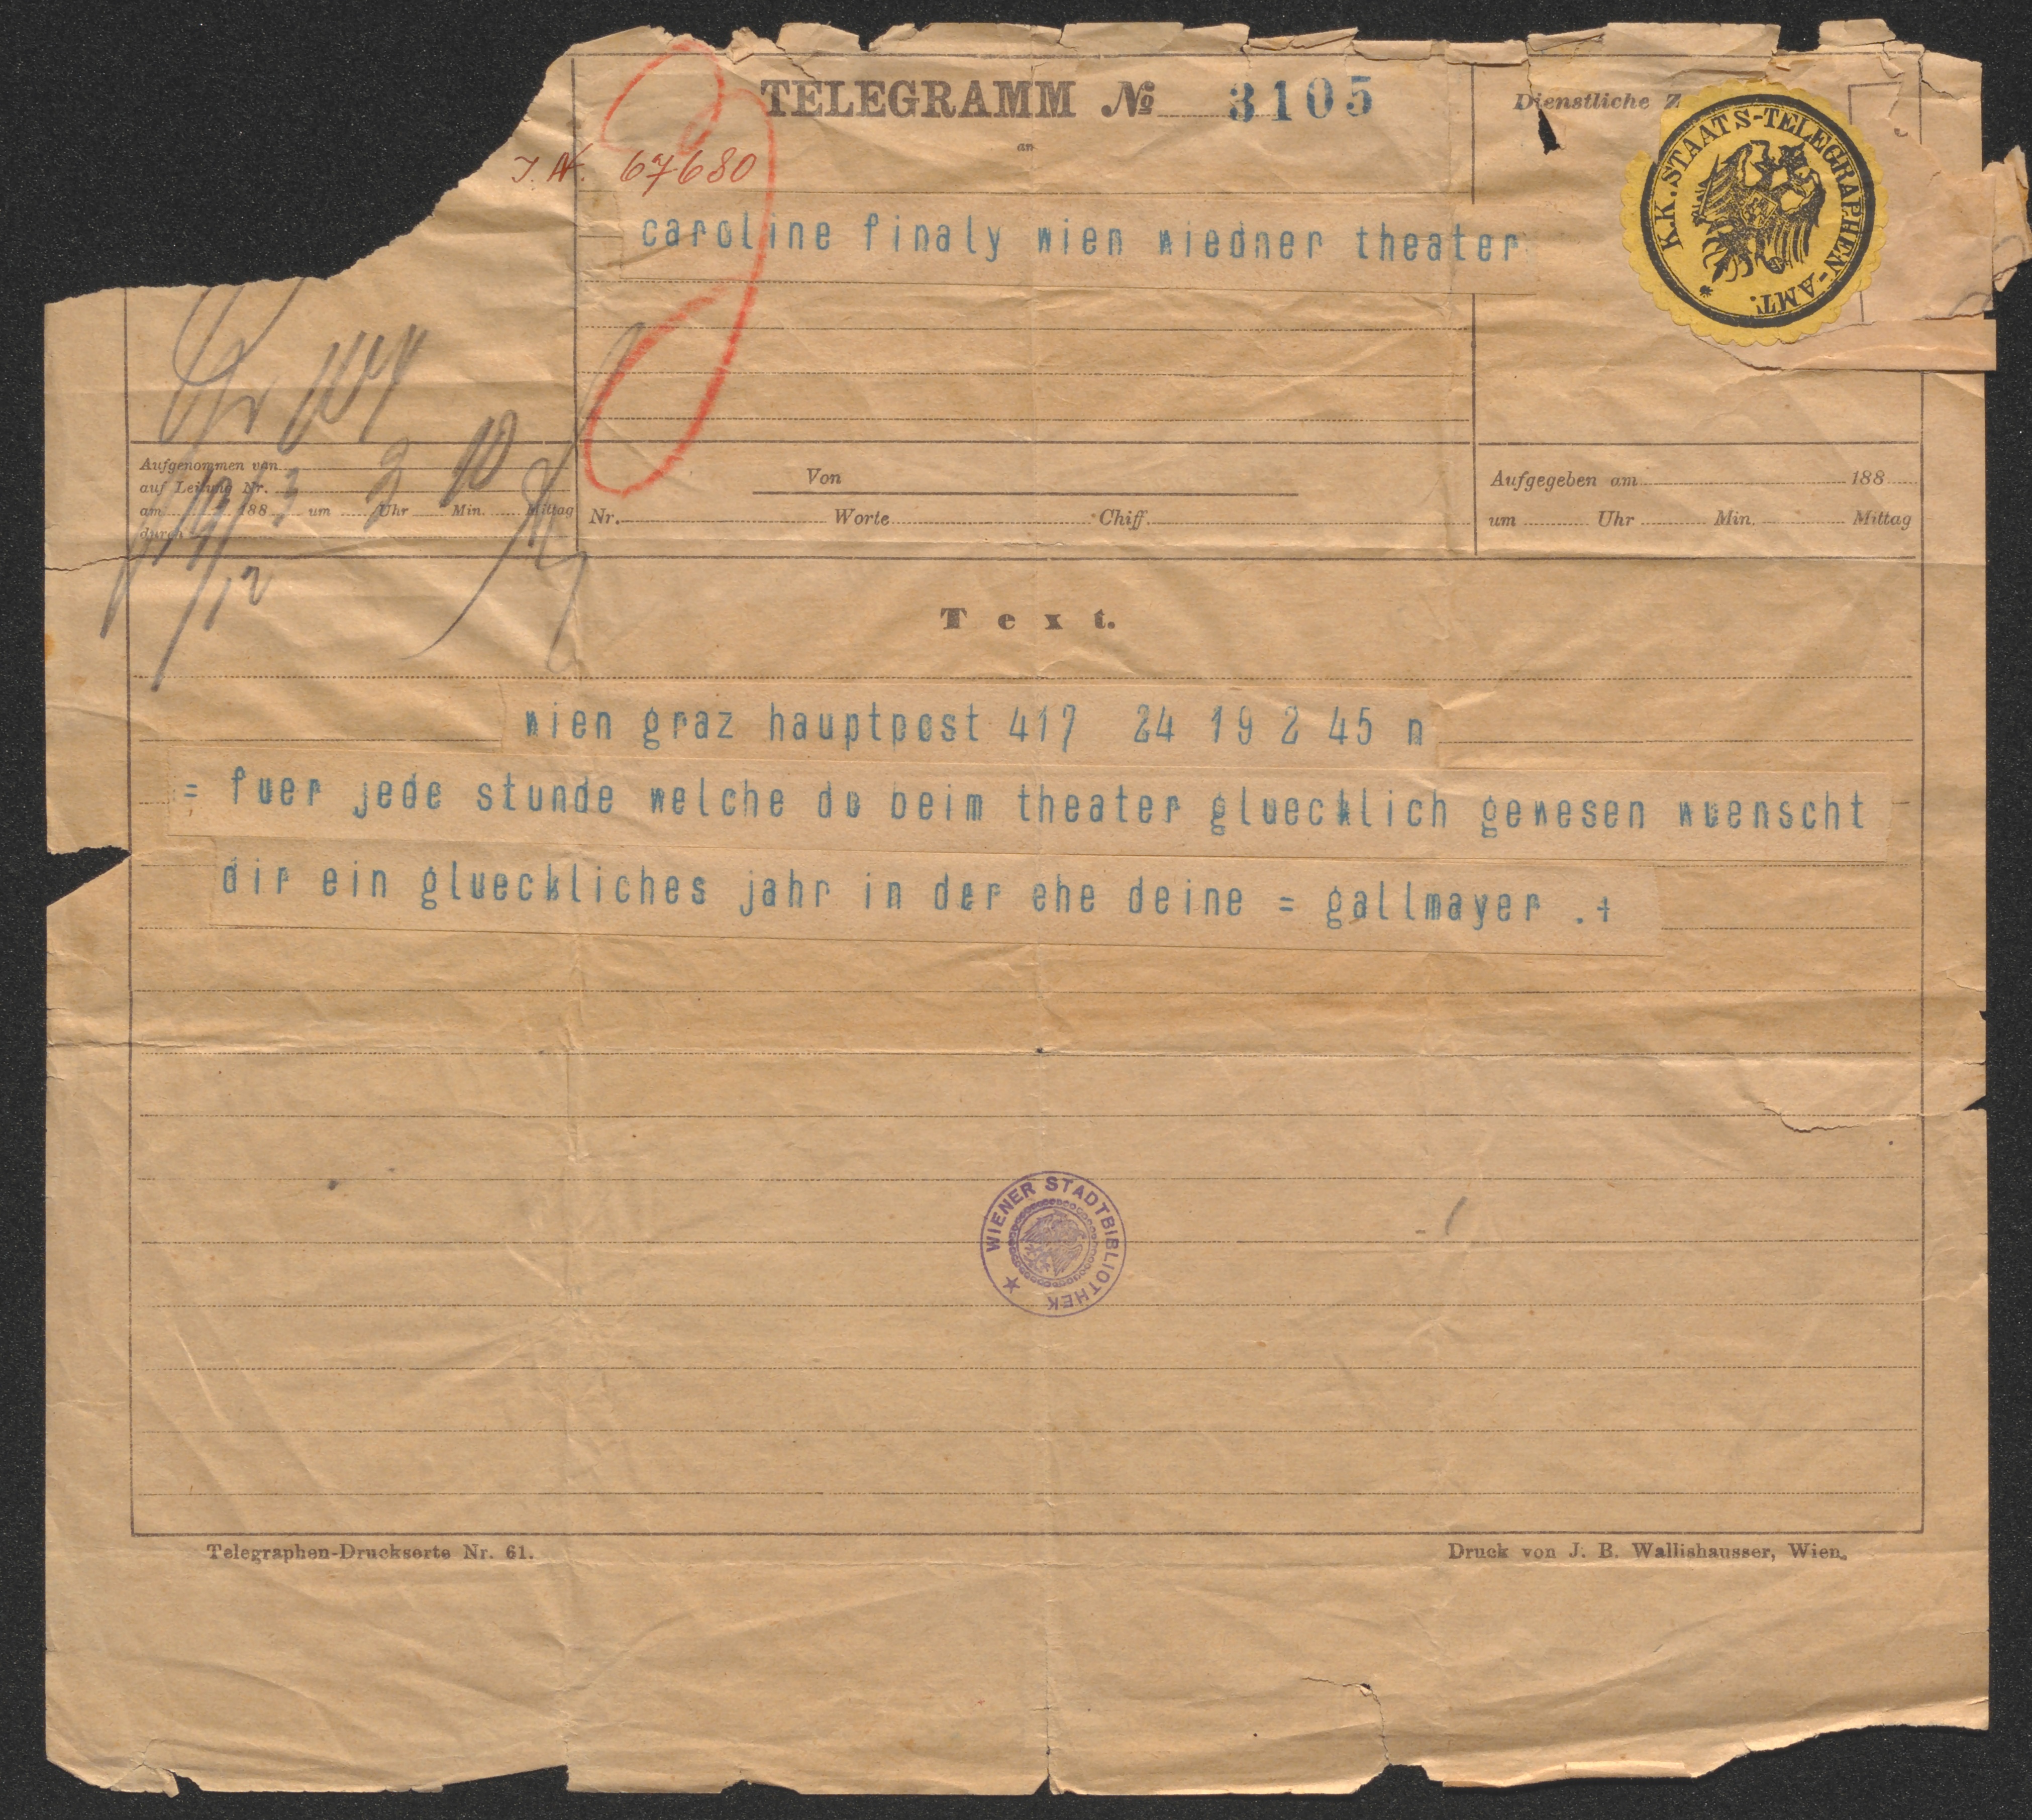 TELEGRAMM № 3105
an
Dienstliche Z
K.K. STAATS-TELEGRAPHEN-AMT.
J. N. 67680
caroline finaly wien wiedner theater
Aufgenommen von
auf Leitung Nr.
am 188 3 um Uhr Min. Mittag
durch
Von
Nr. Worte Chiff.
Aufgegeben am 188
um Uhr Min. Mittag
12
Text.
wien graz hauptpost 417 24 19 2 45 n
= fuer jede stunde welche du beim theater gluecklich gewesen wuenscht
dir ein glueckliches jahr in der ehe deine = gallmayer .+
WIENER STADTBIBLIOTHEK
Telegraphen-Drucksorte Nr. 61.
Druck von J. B. Wallishausser, Wien.